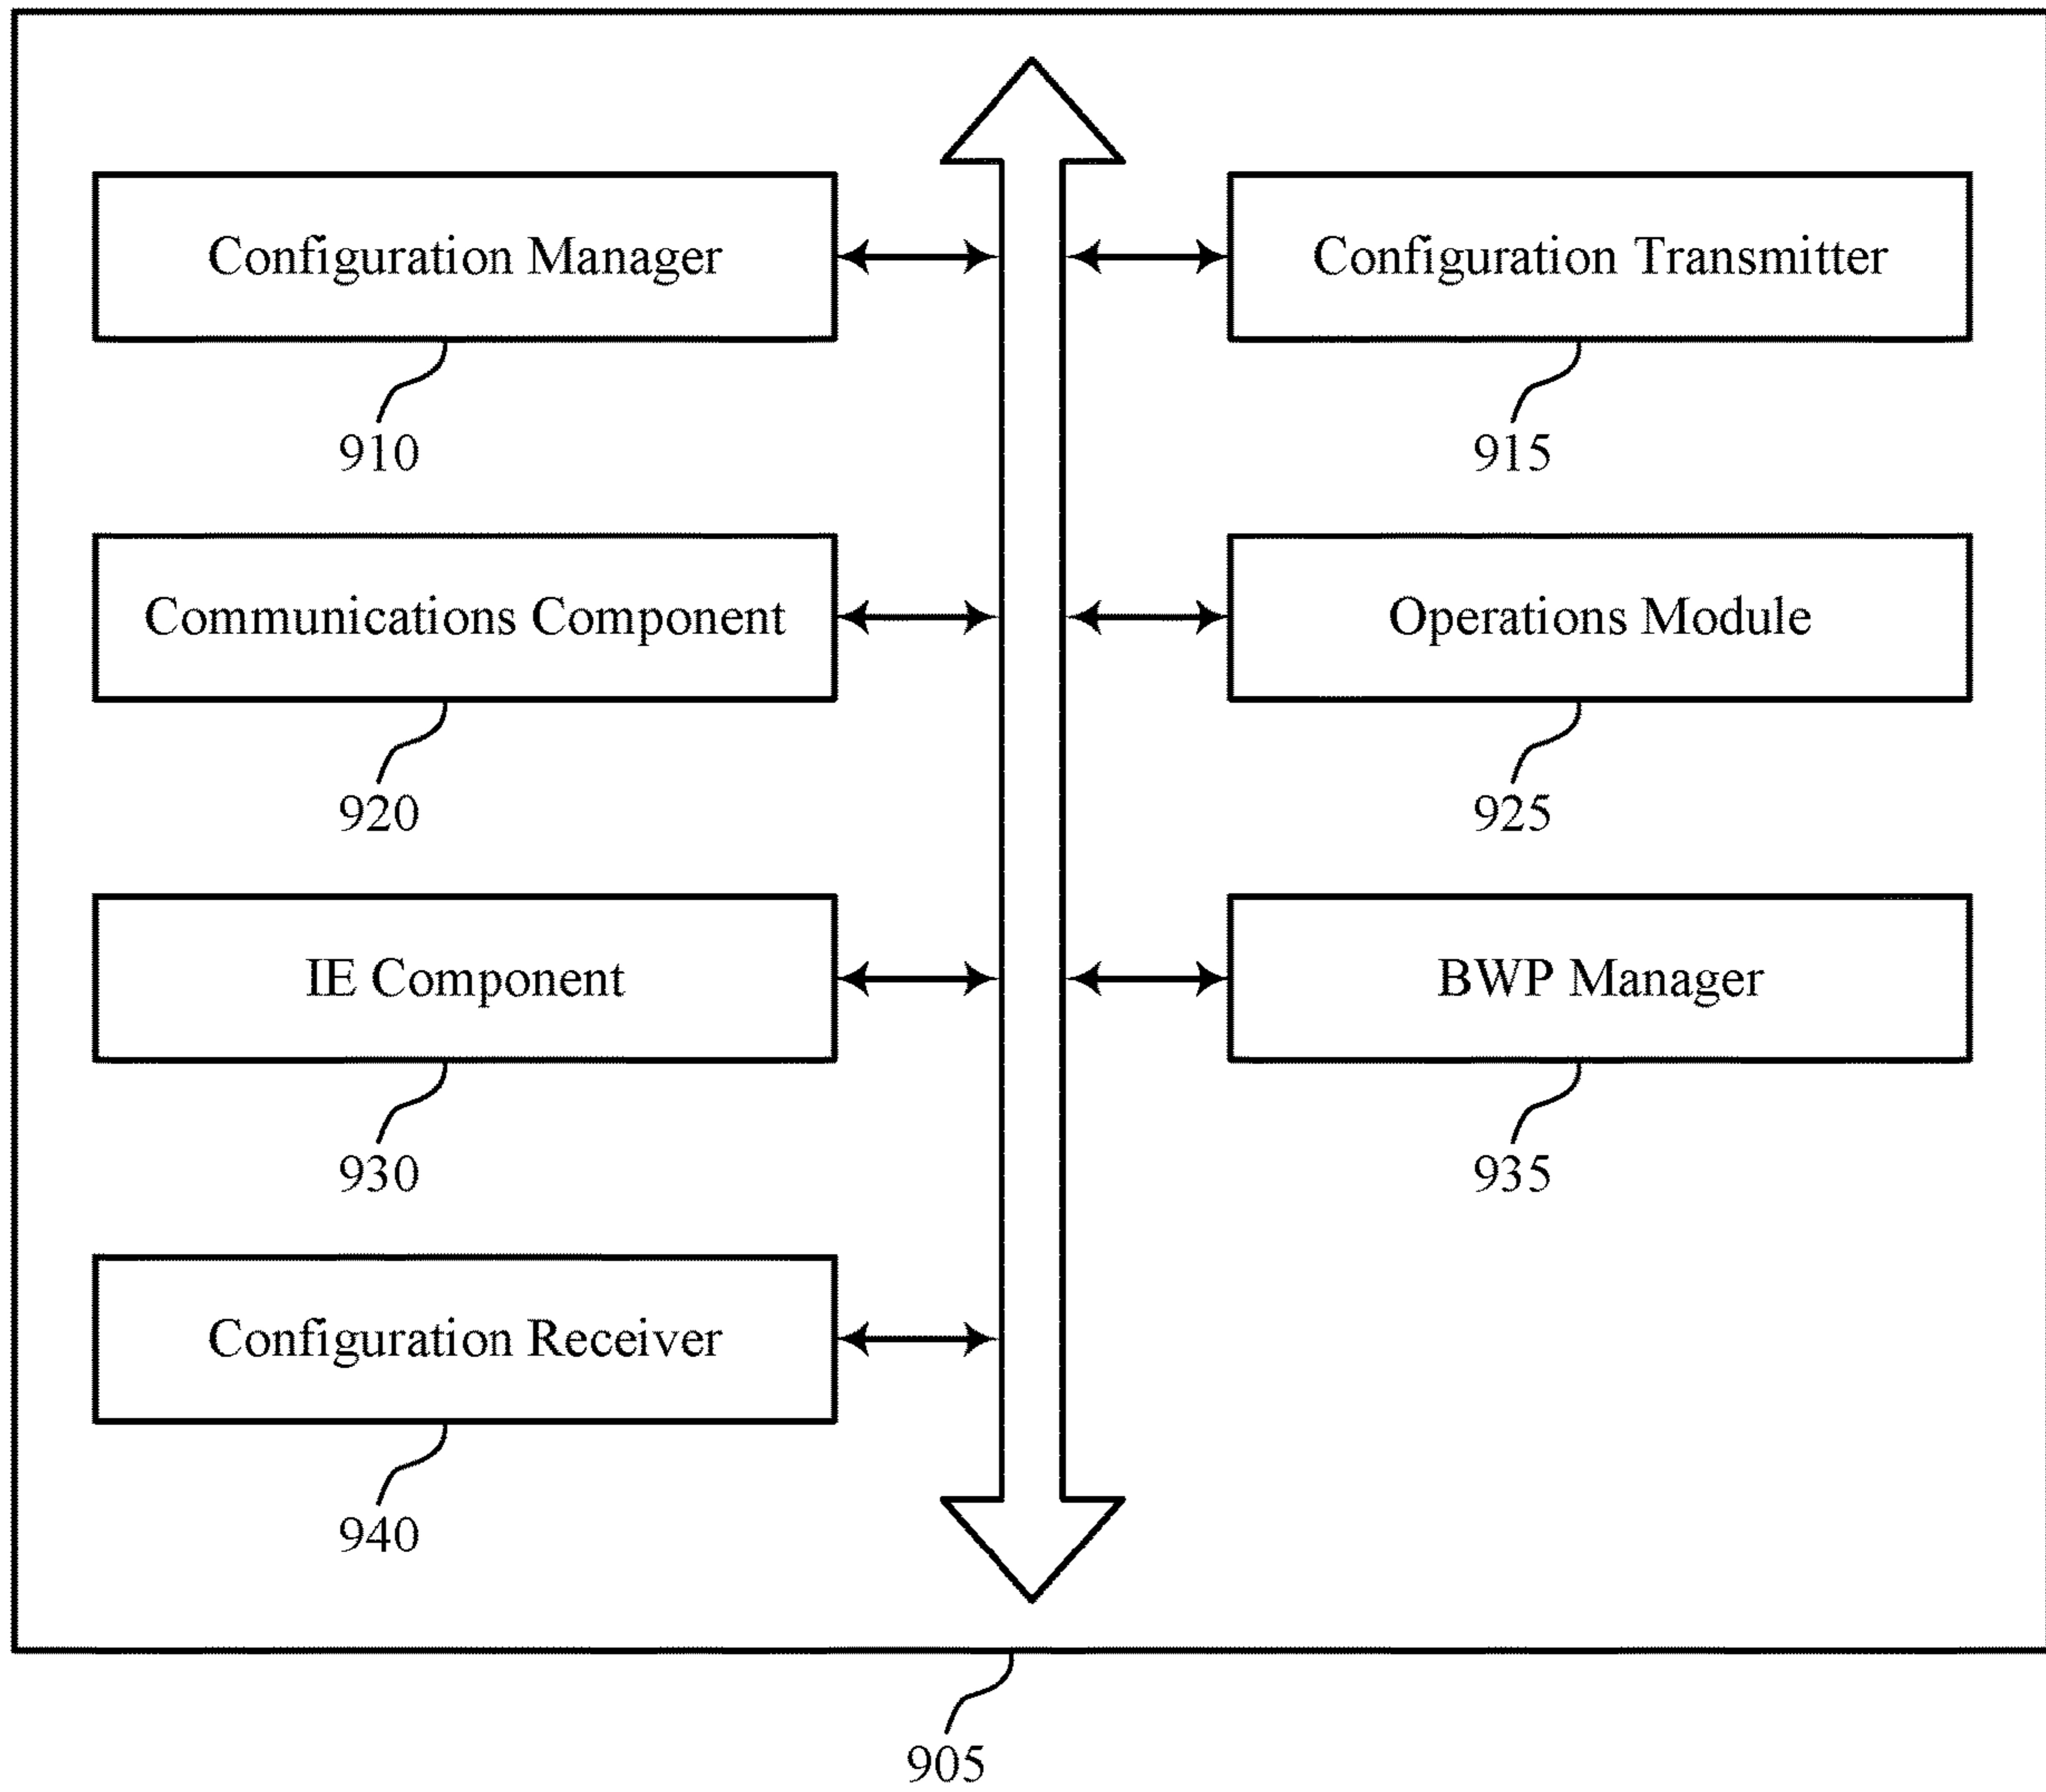 Configuration Manager
910
Configuration Transmitter
915
Communications Component
920
Operations Module
925
IE Component
930
BWP Manager
935
Configuration Receiver
940
905